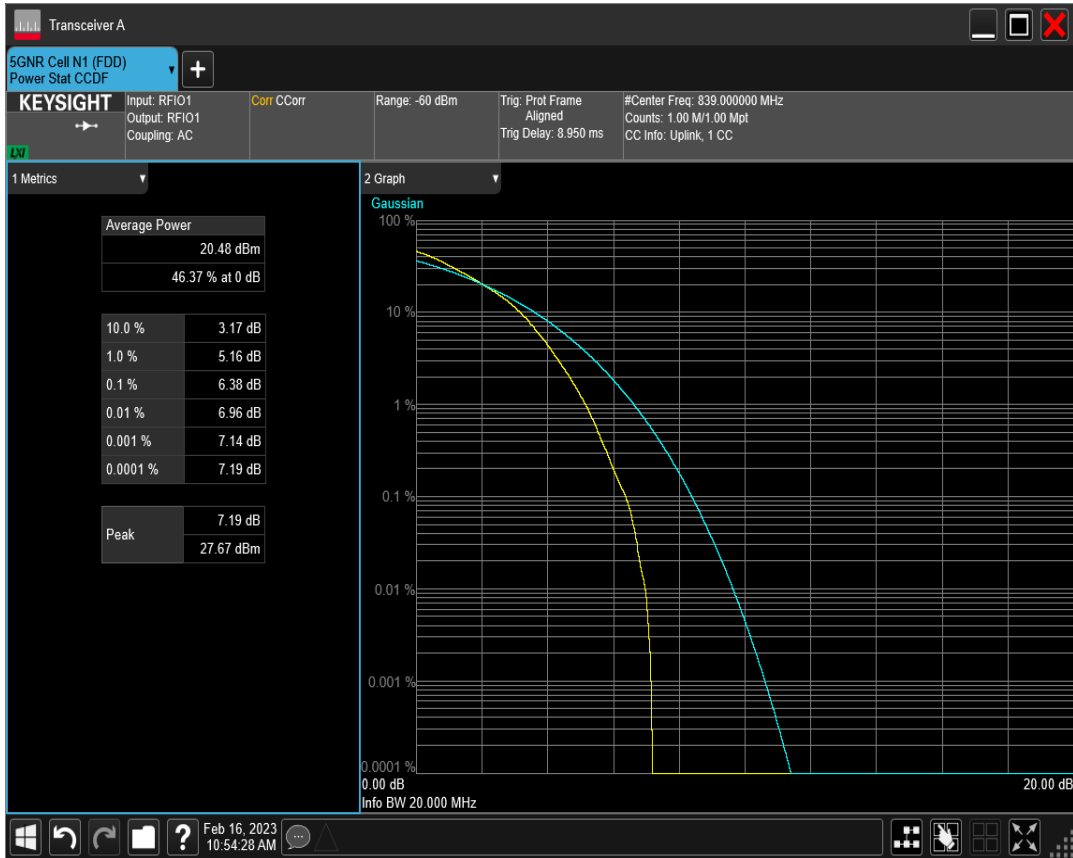 Transceiver A
5GNR Cell N1 (FDD)
Power Stat CCDF
+
KEYSIGHT
LXI
Input: RFIO1
Output: RFIO1
Coupling: AC
Corr CCorr
Range: -60 dBm
Trig: Prot Frame
Aligned
Trig Delay: 8.950 ms
#Center Freq: 839.000000 MHz
Counts: 1.00 M/1.00 Mpt
CC Info: Uplink, 1 CC
1 Metrics
Average Power
20.48 dBm
46.37 % at 0 dB
10.0 % 3.17 dB
1.0 % 5.16 dB
0.1 % 6.38 dB
0.01 % 6.96 dB
0.001 % 7.14 dB
0.0001 % 7.19 dB
Peak
7.19 dB
27.67 dBm
2 Graph
Gaussian
100 %
10 %
1 %
0.1 %
0.01 %
0.001 %
0.0001 %
0.00 dB 20.00 dB
Info BW 20.000 MHz
?
Feb 16, 2023
10:54:28 AM